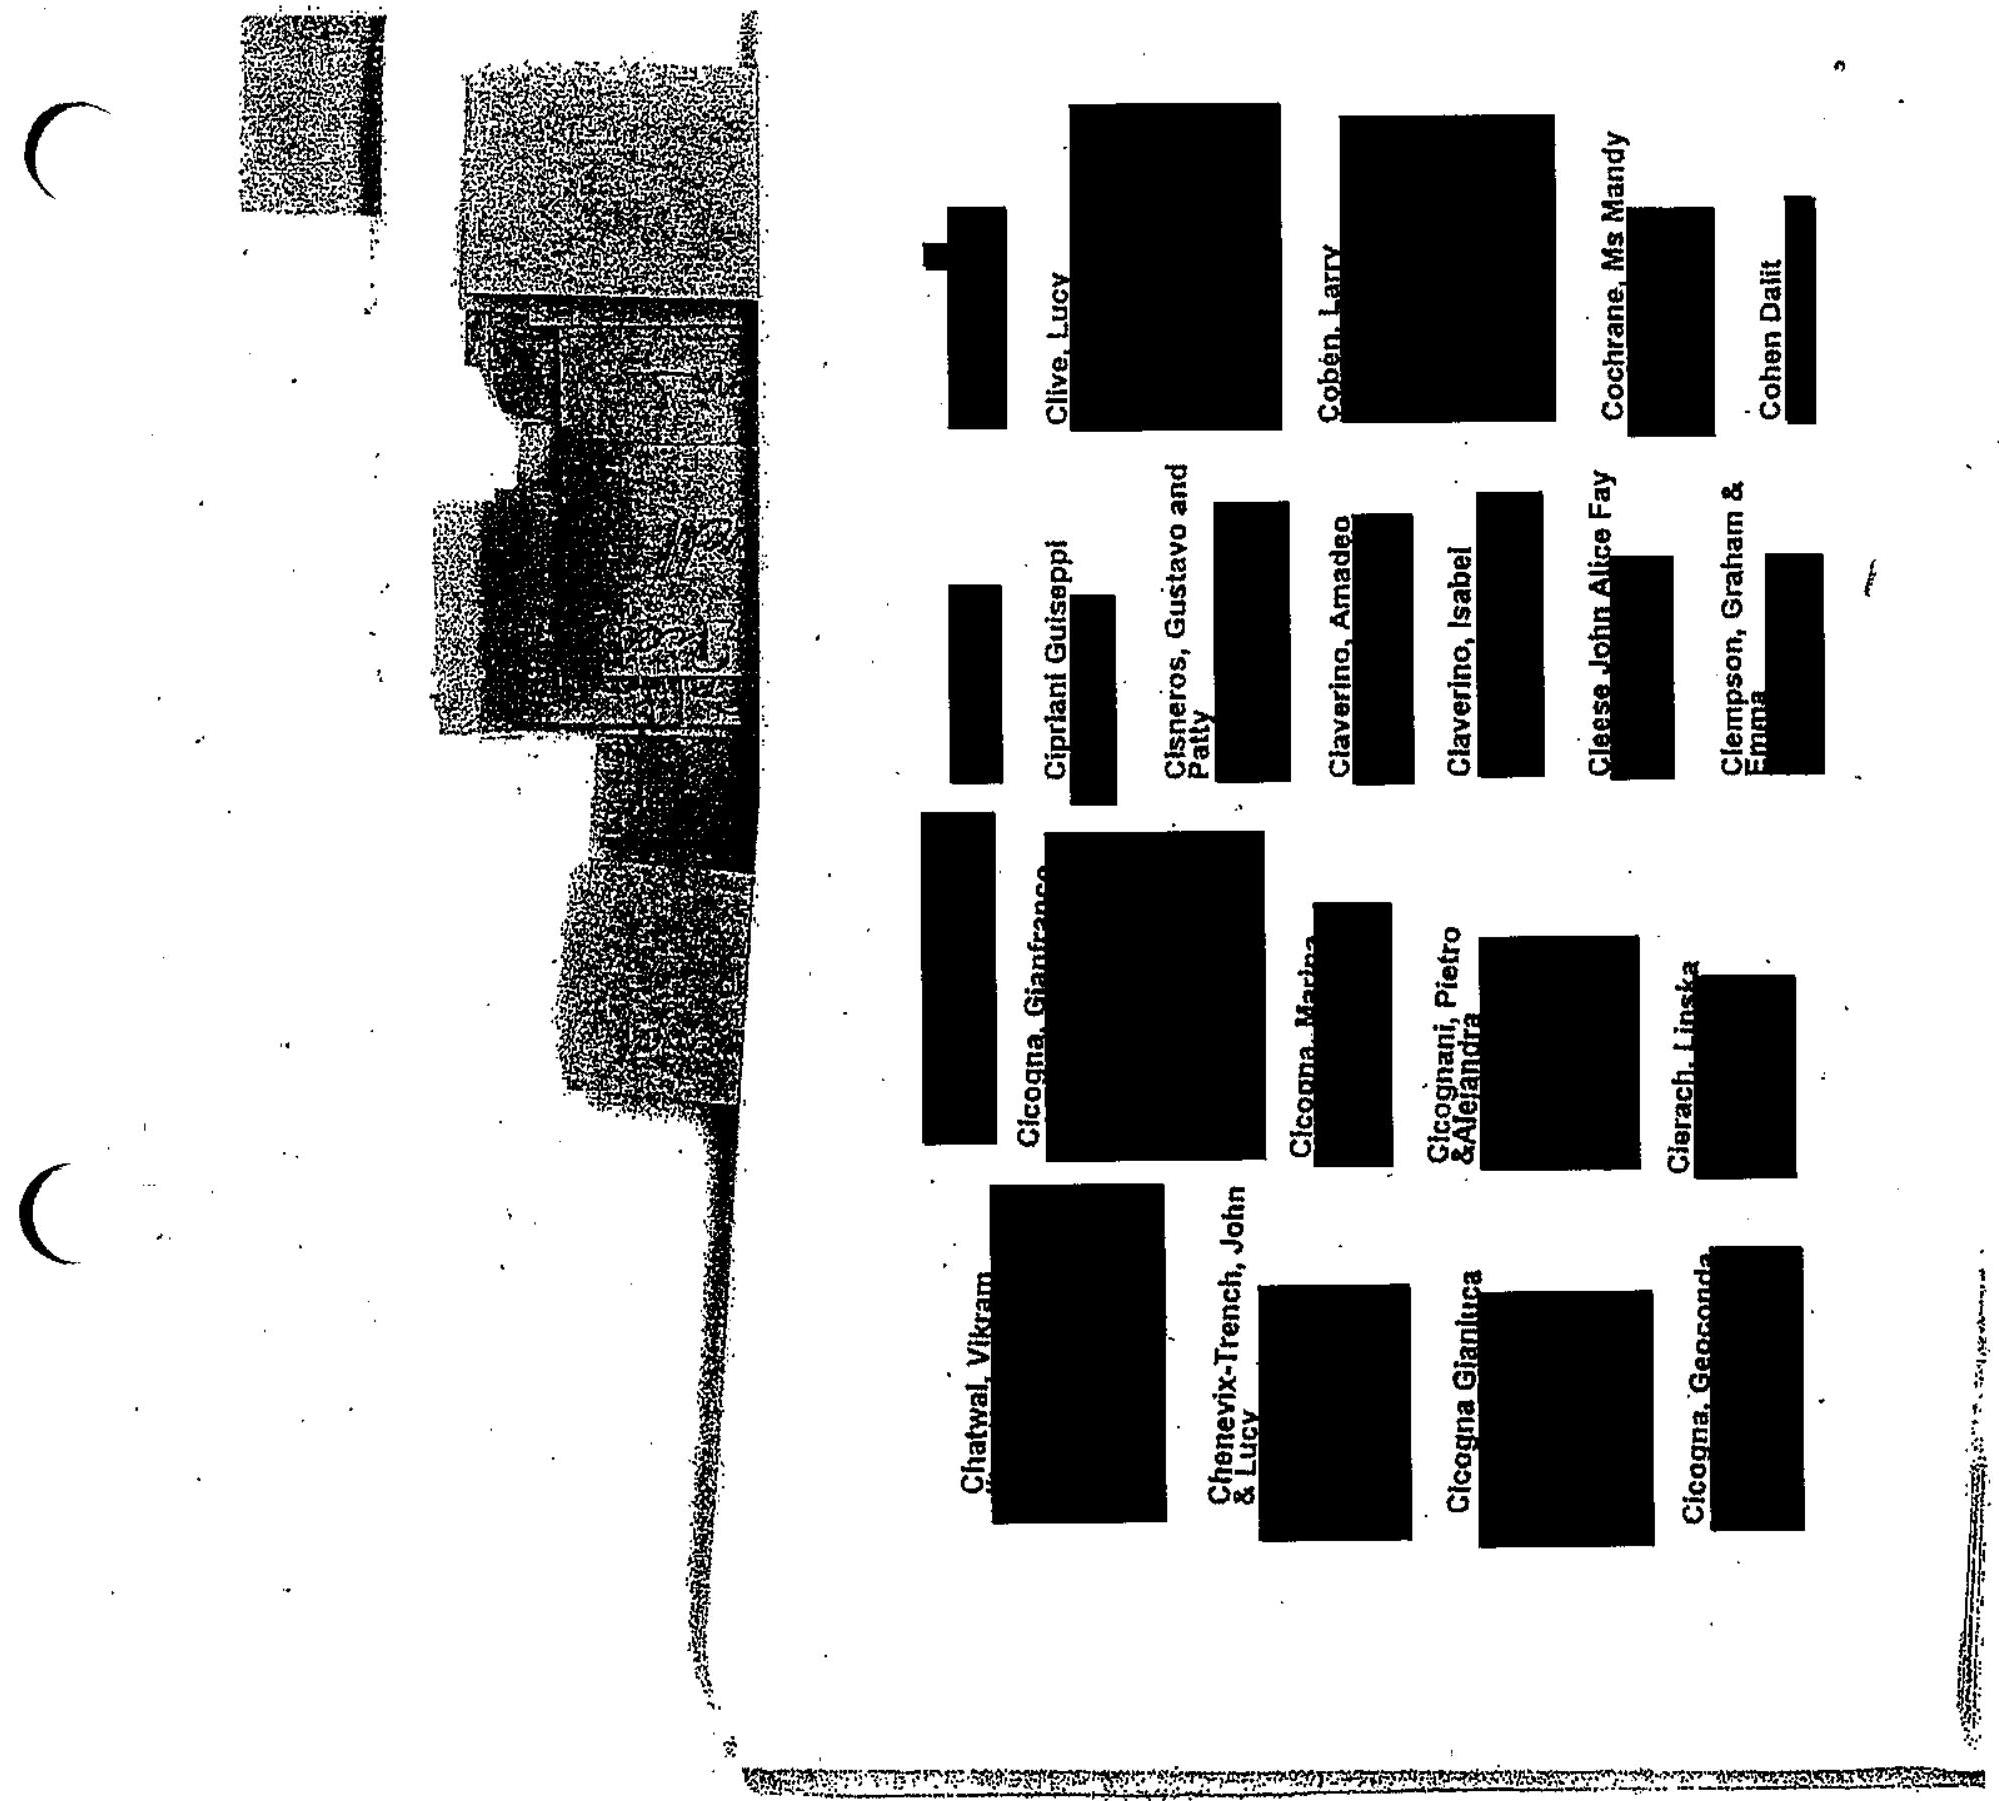 Chatwal, Vikram
Chenevix-Trench, John
& Lucy
Cicogna Gianluca
Cicogna, Geoconda,
Cicogna, Gianfranco
Cicogna, Marina
Cicognani, Pietro
&Alejandra
Cierach, Linska
Cipriani Guiseppi
Cisneros, Gustavo and
Patty
Claverino, Amadeo
Claverino, Isabel
Cleese John Alice Fay
Clempson, Graham &
Emma
Clive, Lucy
Coben, Larry
Cochrane, Ms Mandy
Cohen Dalit